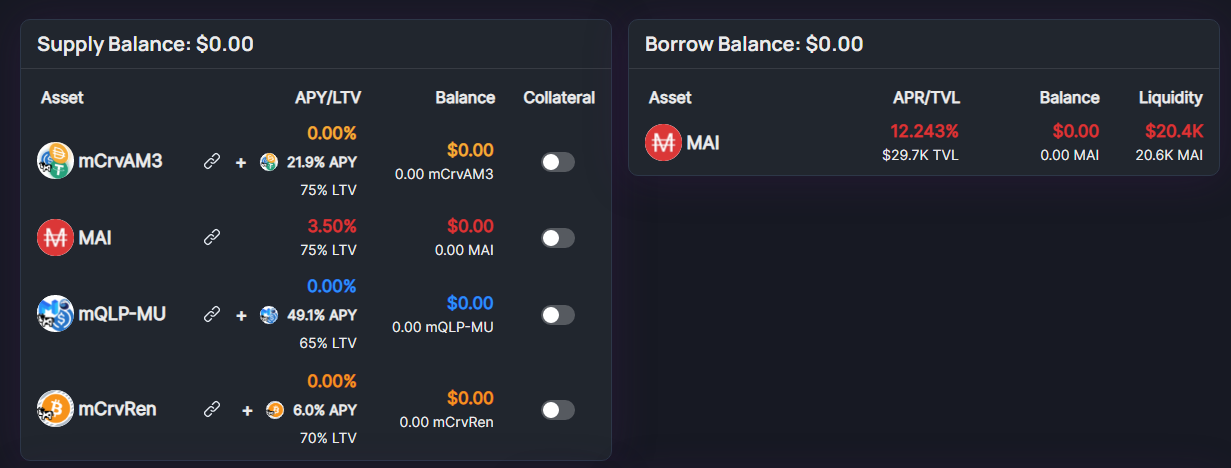 Supply Balance: $0.00
Asset APY/LTV Balance Collateral
0.00%
mCrvAM3 + 21.9% APY $0.00
75% LTV 0.00 mCrvAM3
MAI 3.50% $0.00
75% LTV 0.00 MAI
0.00%
mQLP-MU + 49.1% APY $0.00
65% LTV 0.00 mQLP-MU
0.00%
mCrvRen + 6.0% APY $0.00
70% LTV 0.00 mCrvRen
Borrow Balance: $0.00
Asset APR/TVL Balance Liquidity
MAI 12.243% $0.00 $20.4K
$29.7K TVL 0.00 MAI 20.6K MAI